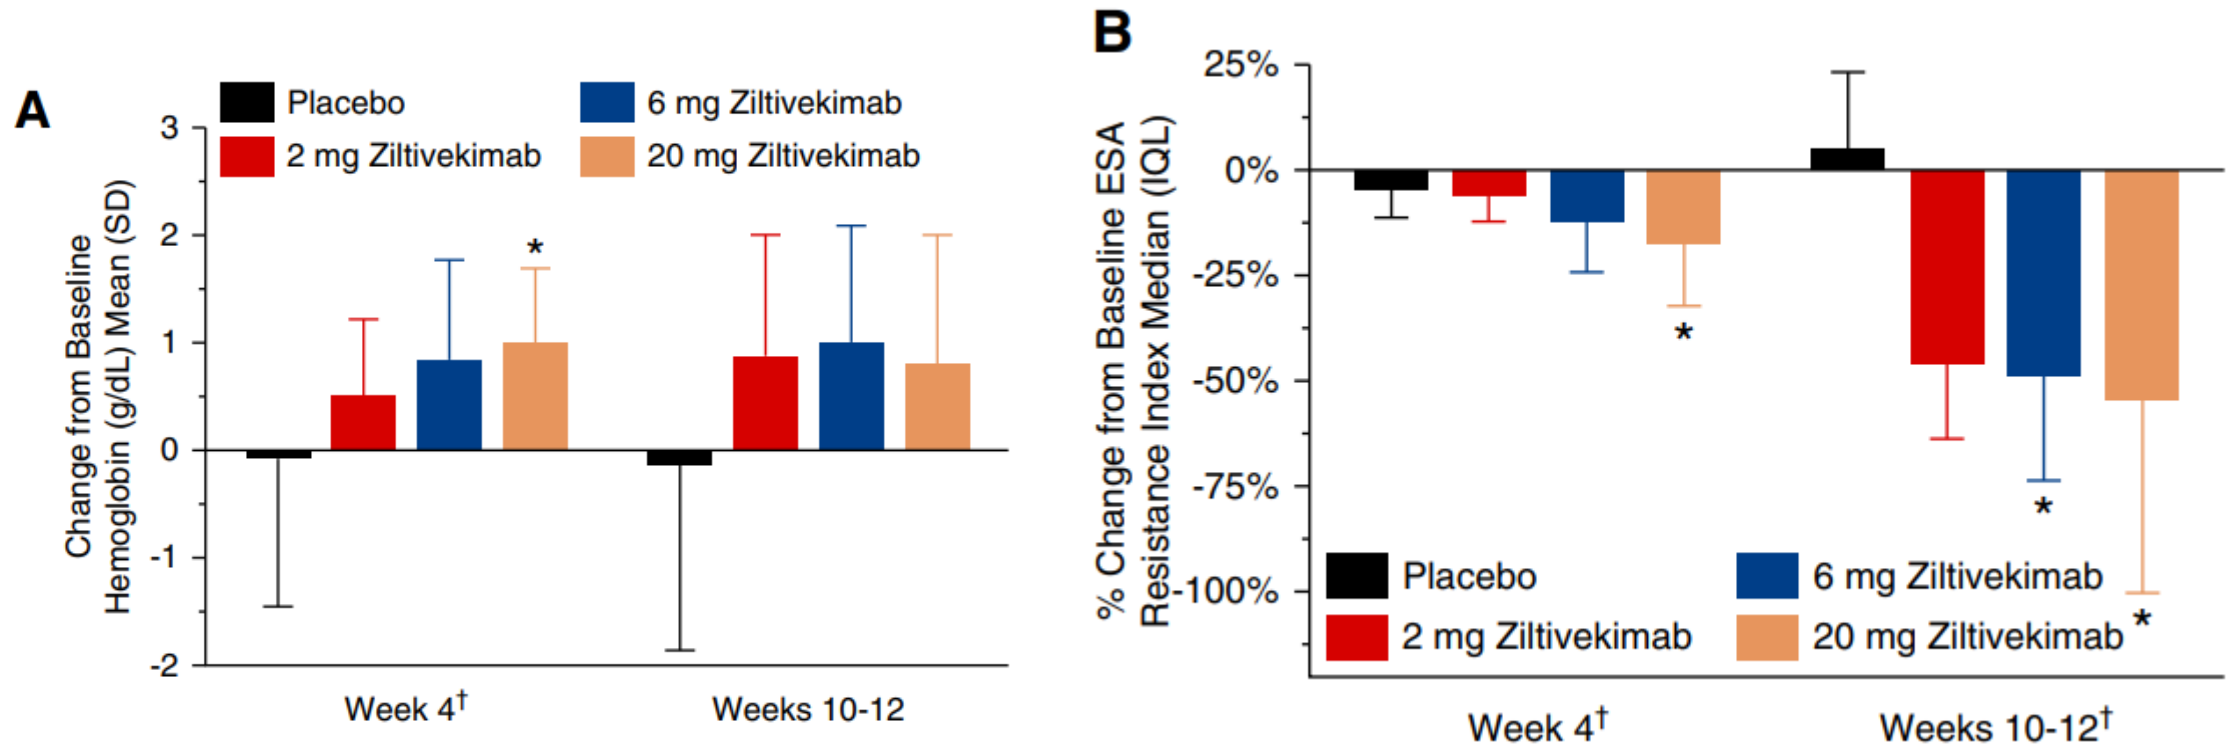 A
Placebo
6 mg Ziltivekimab
2 mg Ziltivekimab
20 mg Ziltivekimab
Change from Baseline
Hemoglobin (g/dL) Mean (SD)
3
2
1
0
-1
-2
*
Week 4†
Weeks 10-12
B
% Change from Baseline ESA
Resistance Index Median (IQL)
25%
0%
-25%
-50%
-75%
-100%
*
*
*
Placebo
6 mg Ziltivekimab
2 mg Ziltivekimab
20 mg Ziltivekimab
Week 4†
Weeks 10-12†